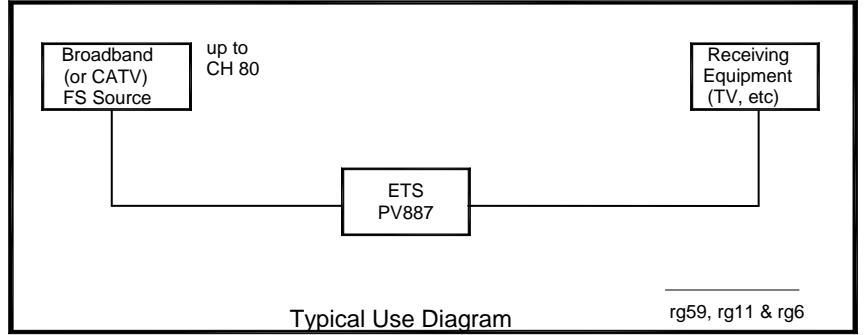 Broadband
(or CATV)
FS Source
up to
CH 80
Receiving
Equipment
(TV, etc)
ETS
PV887
Typical Use Diagram
rg59, rg11 & rg6